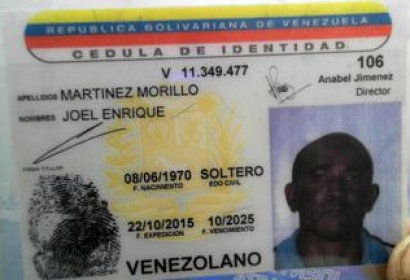 REPUBLICA BOLIVARIANA DE VENEZUELA
CEDULA DE IDENTIDAD
V 11.349.477
106
Anabel Jimenez
Director
APELLIDOS MARTINEZ MORILLO
NOMBRES JOEL ENRIQUE
FIRMA TITULAR
08/06/1970 SOLTERO
F. NACIMIENTO EDO CIVIL
22/10/2015 10/2025
F. EXPEDICION F. VENCIMIENTO
VENEZOLANO